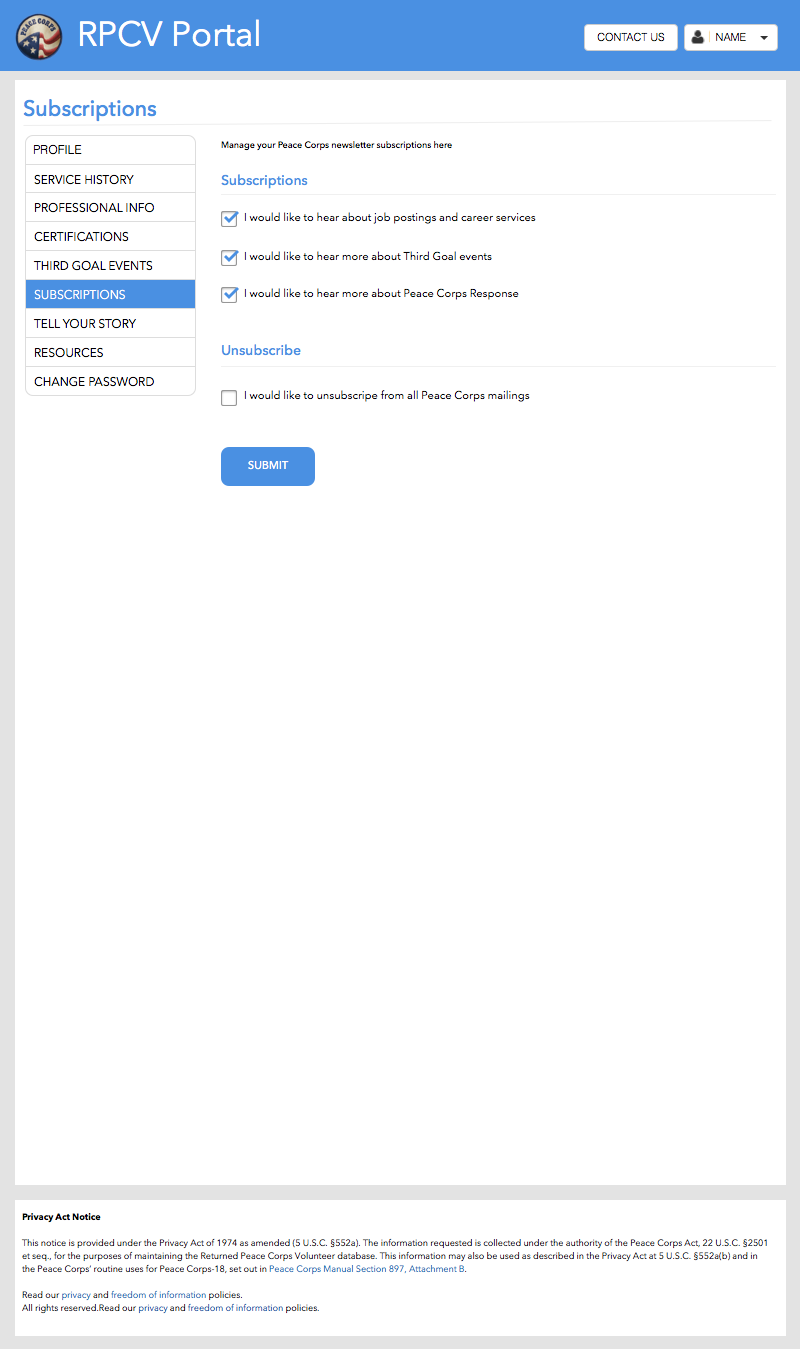 PEACE CORPS
RPCV Portal
CONTACT US
NAME
Subscriptions
PROFILE
SERVICE HISTORY
PROFESSIONAL INFO
CERTIFICATIONS
THIRD GOAL EVENTS
SUBSCRIPTIONS
TELL YOUR STORY
RESOURCES
CHANGE PASSWORD
Manage your Peace Corps newsletter subscriptions here
Subscriptions
I would like to hear about job postings and career services
I would like to hear more about Third Goal events
I would like to hear more about Peace Corps Response
Unsubscribe
I would like to unsubscripe from all Peace Corps mailings
SUBMIT
Privacy Act Notice
This notice is provided under the Privacy Act of 1974 as amended (5 U.S.C. §552a). The information requested is collected under the authority of the Peace Corps Act, 22 U.S.C. §2501
et seq., for the purposes of maintaining the Returned Peace Corps Volunteer database. This information may also be used as described in the Privacy Act at 5 U.S.C. §552a(b) and in
the Peace Corps' routine uses for Peace Corps-18, set out in Peace Corps Manual Section 897, Attachment B.
Read our privacy and freedom of information policies.
All rights reserved.Read our privacy and freedom of information policies.